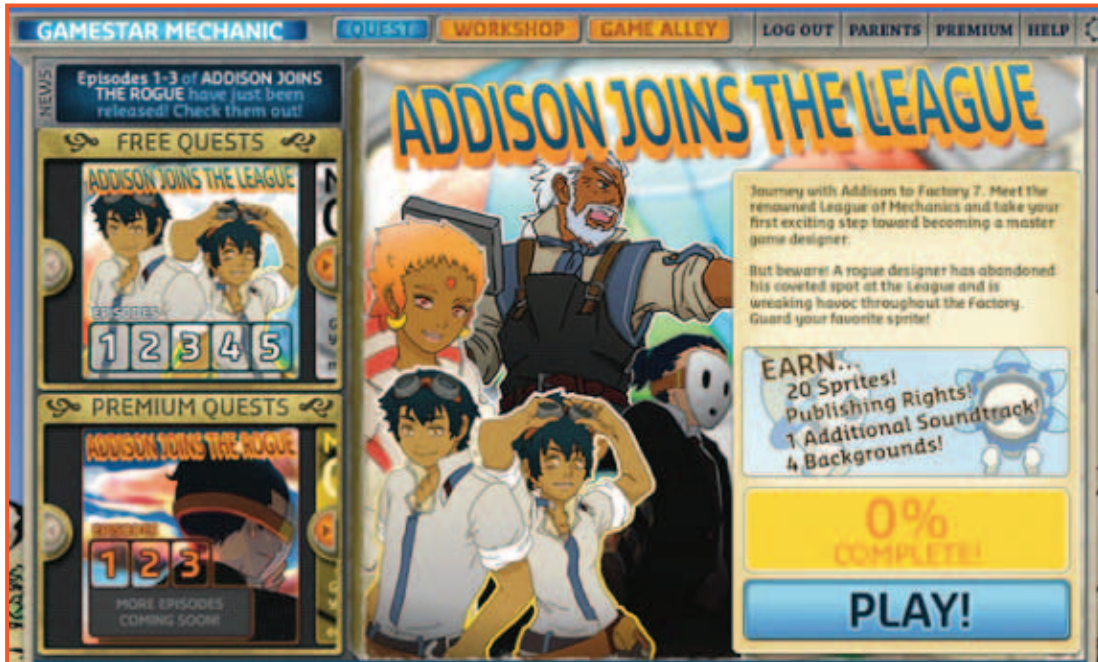 GAMESTAR MECHANIC
QUEST
WORKSHOP
GAME ALLEY
LOG OUT
PARENTS
PREMIUM
HELP
NEWS
Episodes 1-3 of ADDISON JOINS
THE ROGUE have just been
released! Check them out!
FREE QUESTS
ADDISON JOINS THE LEAGUE
EPISODES
1 2 3 4 5
PREMIUM QUESTS
ADDISON JOINS THE ROGUE
EPISODES
1 2 3
MORE EPISODES
COMING SOON!
ADDISON JOINS THE LEAGUE
Journey with Addison to Factory 7. Meet the
renowned League of Mechanics and take your
first exciting step toward becoming a master
game designer.
But beware! A rogue designer has abandoned
his coveted spot at the League and is
wreaking havoc throughout the Factory.
Guard your favorite sprite!
EARN...
20 Sprites!
Publishing Rights!
1 Additional Soundtrack!
4 Backgrounds!
0%
COMPLETE!
PLAY!